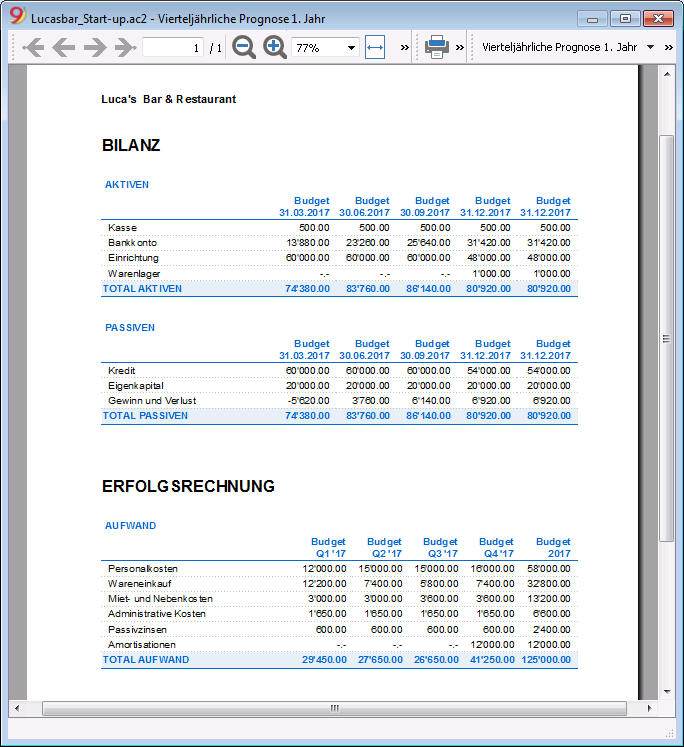 Lucasbar_Start-up.ac2 - Vierteljährliche Prognose 1. Jahr
1 / 1 77% » » Vierteljährliche Prognose 1. Jahr »
Luca's Bar & Restaurant
BILANZ
AKTIVEN
Budget Budget Budget Budget Budget
31.03.2017 30.06.2017 30.09.2017 31.12.2017 31.12.2017
Kasse 500.00 500.00 500.00 500.00 500.00
Bankkonto 13'880.00 23'260.00 25'640.00 31'420.00 31'420.00
Einrichtung 60'000.00 60'000.00 60'000.00 48'000.00 48'000.00
Warenlager -.- -.- -.- 1'000.00 1'000.00
TOTAL AKTIVEN 74'380.00 83'760.00 86'140.00 80'920.00 80'920.00
PASSIVEN
Budget Budget Budget Budget Budget
31.03.2017 30.06.2017 30.09.2017 31.12.2017 31.12.2017
Kredit 60'000.00 60'000.00 60'000.00 54'000.00 54'000.00
Eigenkapital 20'000.00 20'000.00 20'000.00 20'000.00 20'000.00
Gewinn und Verlust -5'620.00 3'760.00 6'140.00 6'920.00 6'920.00
TOTAL PASSIVEN 74'380.00 83'760.00 86'140.00 80'920.00 80'920.00
ERFOLGSRECHNUNG
AUFWAND
Budget Budget Budget Budget Budget
Q1 '17 Q2 '17 Q3 '17 Q4 '17 2017
Personalkosten 12'000.00 15'000.00 15'000.00 16'000.00 58'000.00
Wareneinkauf 12'200.00 7'400.00 5'800.00 7'400.00 32'800.00
Miet- und Nebenkosten 3'000.00 3'000.00 3'600.00 3'600.00 13'200.00
Administrative Kosten 1'650.00 1'650.00 1'650.00 1'650.00 6'600.00
Passivzinsen 600.00 600.00 600.00 600.00 2'400.00
Amortisationen -.- -.- -.- 12'000.00 12'000.00
TOTAL AUFWAND 29'450.00 27'650.00 26'650.00 41'250.00 125'000.00